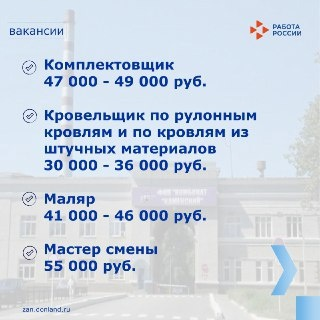 вакансии
РАБОТА
РОССИИ
Комплектовщик
47 000 - 49 000 руб.
Кровельщик по рулонным
кровлям и по кровлям из
штучных материалов
30 000 - 36 000 руб.
Маляр
41 000 - 46 000 руб.
Мастер смены
55 000 руб.
zan.cenland.ru